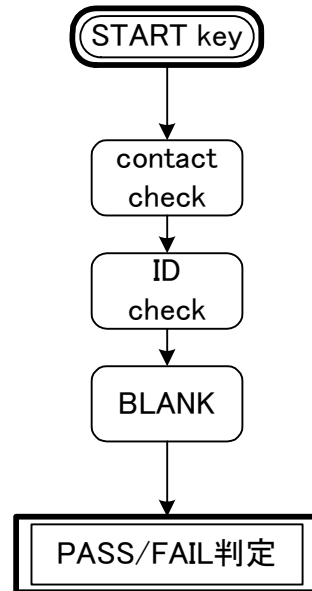 START key
contact
check
ID
check
BLANK
PASS/FAIL判定